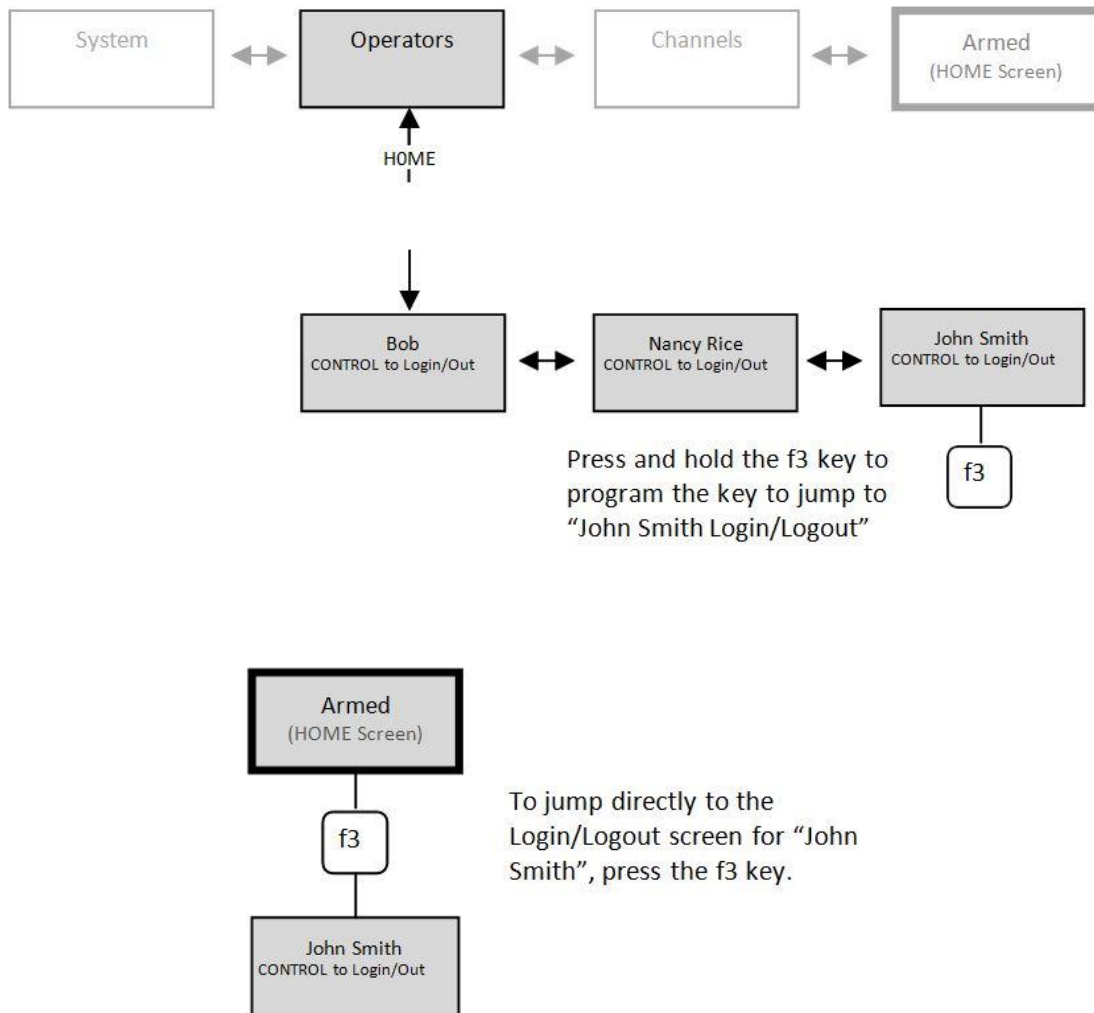 System
Operators
Channels
Armed
(HOME Screen)
H0ME
Bob
CONTROL to Login/Out
Nancy Rice
CONTROL to Login/Out
John Smith
CONTROL to Login/Out
Press and hold the f3 key to
program the key to jump to
“John Smith Login/Logout”
f3
Armed
(HOME Screen)
f3
To jump directly to the
Login/Logout screen for “John
Smith”, press the f3 key.
John Smith
CONTROL to Login/Out